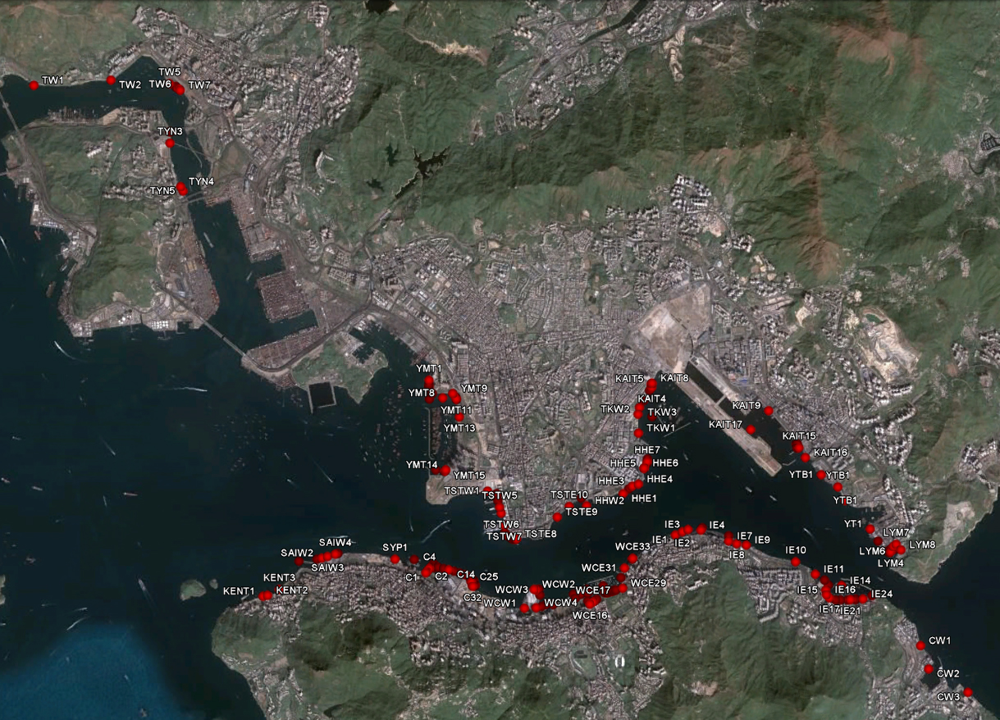 TW1
TW2
TW5
TW6
TW7
TYN3
TYN4
TYN5
YMT1
YMT8
YMT9
YMT11
YMT13
YMT14
YMT15
KAIT5
KAIT8
KAIT4
TKW2
TKW3
TKW1
KAIT9
KAIT17
KAIT15
KAIT16
HHE7
HHE5
HHE6
HHE3
HHE4
HHW2
HHE1
YTB1
YTB1
YTB1
TSTW1
TSTW5
TSTE10
TSTE9
TSTW6
TSTW7
TSTE8
YT1
LYM7
LYM6
LYM8
LYM4
IE3
IE4
IE1
IE2
IE7
IE8
IE9
IE10
IE11
IE14
IE15
IE16
IE24
IE17
IE21
SAIW4
SAIW2
SAIW3
SYP1
C4
C1
C2
C14
C25
C32
KENT3
KENT1
KENT2
WCE33
WCE31
WCE29
WCW3
WCW2
WCE17
WCW1
WCW4
WCE16
CW1
CW2
CW3